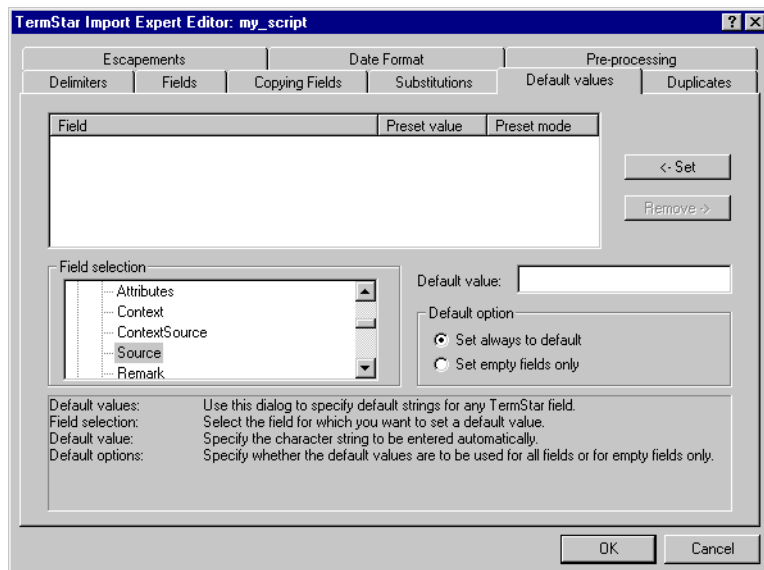 TermStar Import Expert Editor: my_script
Escapements Date Format Pre-processing
Delimiters Fields Copying Fields Substitutions Default values Duplicates
Field Preset value Preset mode
<- Set
Remove ->
Field selection
Attributes
Context
ContextSource
Source
Remark
Default value:
Default option
Set always to default
Set empty fields only
Default values: Use this dialog to specify default strings for any TermStar field.
Field selection: Select the field for which you want to set a default value.
Default value: Specify the character string to be entered automatically.
Default options: Specify whether the default values are to be used for all fields or for empty fields only.
OK Cancel